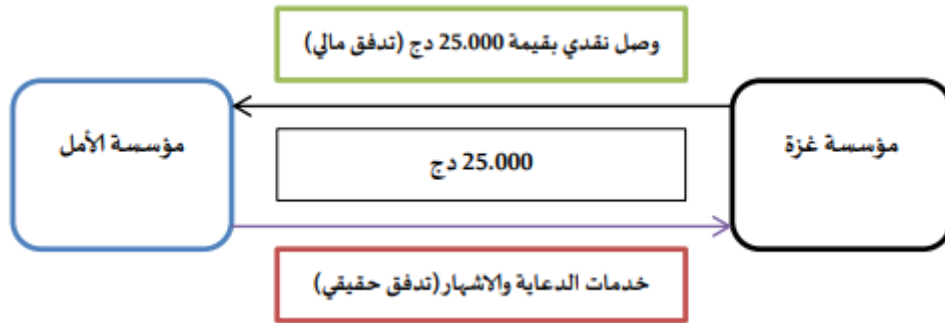 وصل نقدي بقيمة 25.000 دج (تدفق مالي)
مؤسسة غزة
25.000 دج
مؤسسة الأمل
خدمات الدعاية والاشهار (تدفق حقيقي)